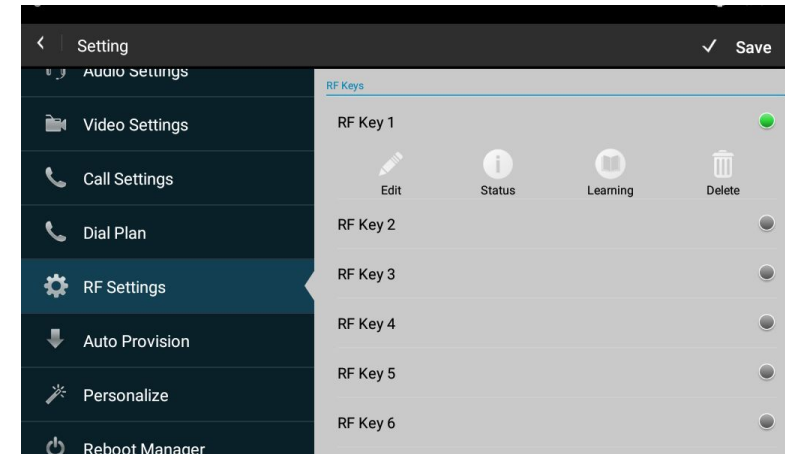 Setting
Save
Audio Settings
Video Settings
Call Settings
Dial Plan
RF Settings
Auto Provision
Personalize
Reboot Manager
RF Keys
RF Key 1
Edit
Status
Learning
Delete
RF Key 2
RF Key 3
RF Key 4
RF Key 5
RF Key 6